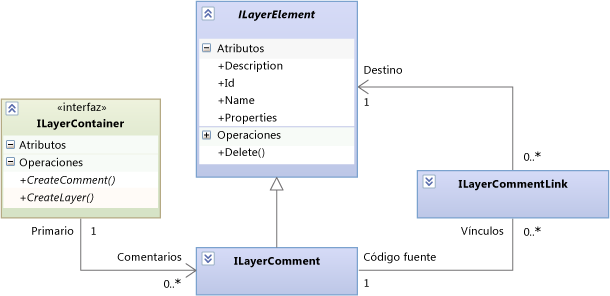 ILayerElement
Atributos
+Description
+Id
+Name
+Properties
Operaciones
+Delete()
«interfaz»
ILayerContainer
Atributos
Operaciones
+CreateComment()
+CreateLayer()
Destino
1
0..*
ILayerCommentLink
Primario
1
Comentarios
0..*
ILayerComment
Código fuente
1
Vínculos
0..*